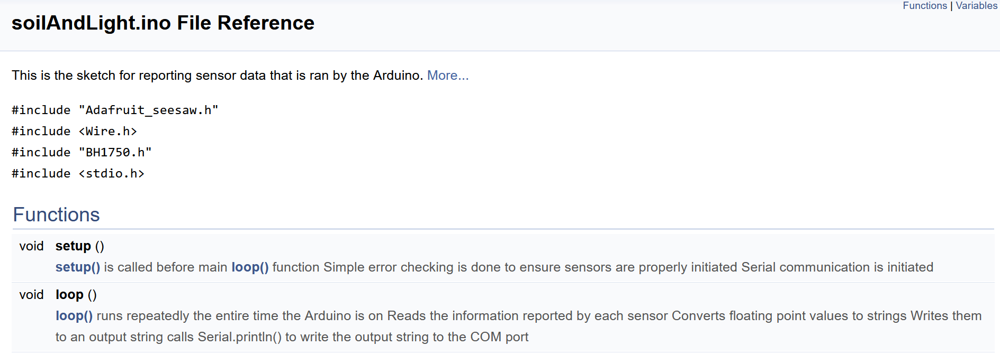 Functions | Variables
soilAndLight.ino File Reference
This is the sketch for reporting sensor data that is ran by the Arduino. More...
#include "Adafruit_seesaw.h"
#include <Wire.h>
#include "BH1750.h"
#include <stdio.h>
Functions
void setup ()
setup() is called before main loop() function Simple error checking is done to ensure sensors are properly initiated Serial communication is initiated
void loop ()
loop() runs repeatedly the entire time the Arduino is on Reads the information reported by each sensor Converts floating point values to strings Writes them
to an output string calls Serial.println() to write the output string to the COM port